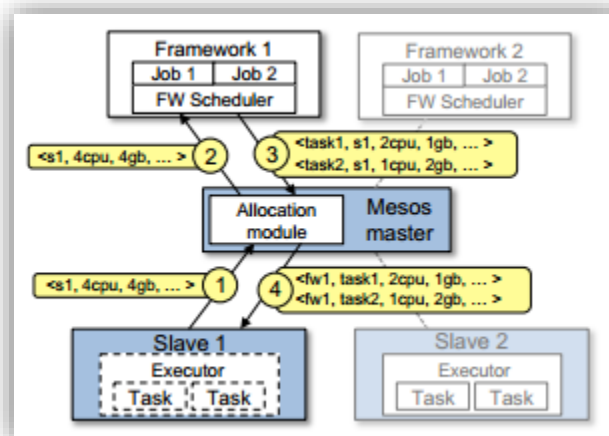 Framework 1
Job 1 Job 2
FW Scheduler
Framework 2
Job 1 Job 2
FW Scheduler
<s1, 4cpu, 4gb, ... >
2
3
<task1, s1, 2cpu, 1gb, ... >
<task2, s1, 1cpu, 2gb, ... >
Allocation
module
Mesos
master
<s1, 4cpu, 4gb, ... >
1
4
<fw1, task1, 2cpu, 1gb, ... >
<fw1, task2, 1cpu, 2gb, ... >
Slave 1
Executor
Task Task
Slave 2
Executor
Task Task